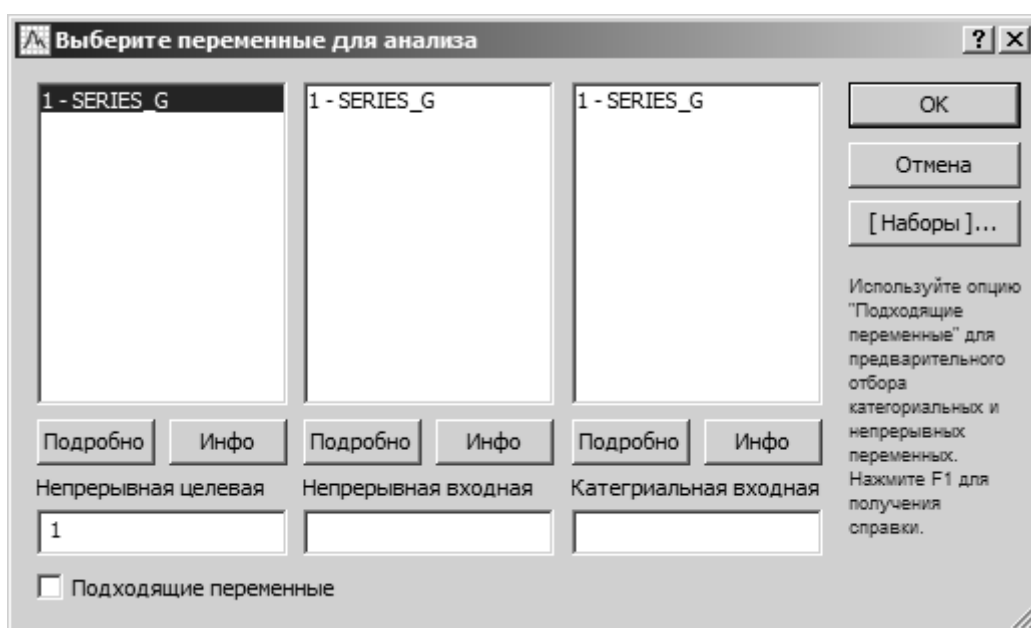 Выберите переменные для анализа
1 - SERIES_G
1 - SERIES_G
1 - SERIES_G
OK
Отмена
[ Наборы ]...
Используйте опцию
"Подходящие
переменные" для
предварительного
отбора
категориальных и
непрерывных
переменных.
Нажмите F1 для
получения
справки.
Подробно
Инфо
Подробно
Инфо
Подробно
Инфо
Непрерывная целевая
Непрерывная входная
Категриальная входная
1
Подходящие переменные